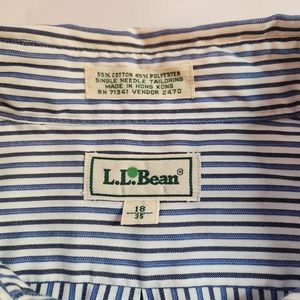 55% COTTON 45% POLYESTER
SINGLE NEEDLE TAILORING
MADE IN HONG KONG
RN 71341 VENDOR 2470
L.L.Bean®
18
35